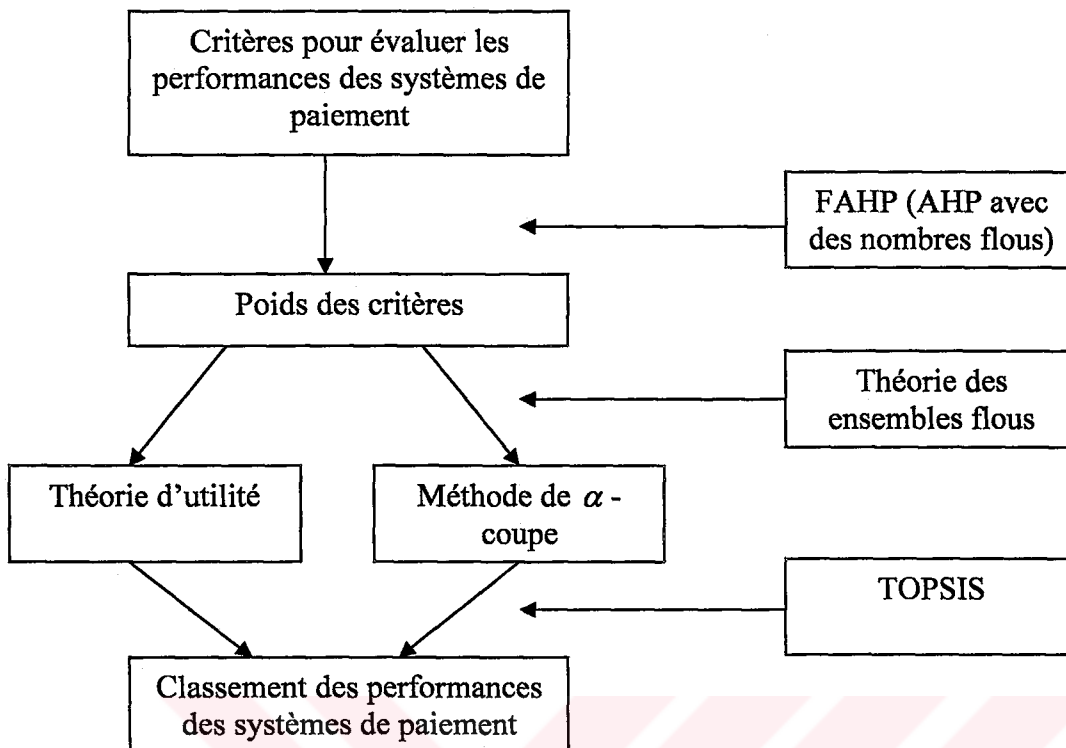 Critères pour évaluer les
performances des systèmes de
paiement
FAHP (AHP avec
des nombres flous)
Poids des critères
Théorie des
ensembles flous
Théorie d'utilité
Méthode de α -
coupe
TOPSIS
Classement des performances
des systèmes de paiement